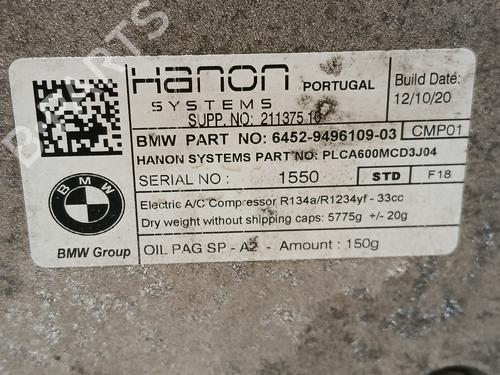 Hanon
SYSTEMS
PORTUGAL
Build Date:
12/10/20
SUPP. NO: 211375 10
BMW PART NO: 6452-9496109-03
CMP01
HANON SYSTEMS PART NO: PLCA600MCD3J04
SERIAL NO :
1550
STD
F18
BMW
BMW Group
Electric A/C Compressor R134a/R1234yf - 33cc
Dry weight without shipping caps: 5775g +/- 20g
OIL PAG SP - A2 - Amount : 150g
PARTS